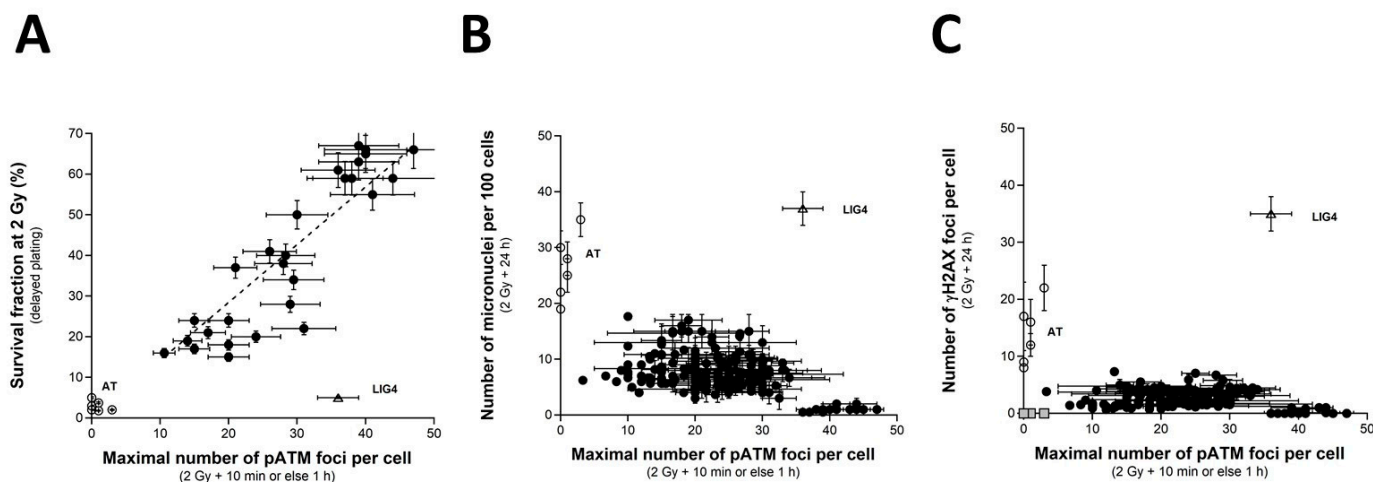 A
B
C
Survival fraction at 2 Gy (%)
(delayed plating)
70
60
50
40
30
20
10
0
AT
LIG4
0 10 20 30 40 50
Maximal number of pATM foci per cell
(2 Gy + 10 min or else 1 h)
Number of micronuclei per 100 cells
(2 Gy + 24 h)
50
40
30
20
10
0
AT
LIG4
0 10 20 30 40 50
Maximal number of pATM foci per cell
(2 Gy + 10 min or else 1 h)
Number of γH2AX foci per cell
(2 Gy + 24 h)
50
40
30
20
10
0
AT
LIG4
0 10 20 30 40 50
Maximal number of pATM foci per cell
(2 Gy + 10 min or else 1 h)